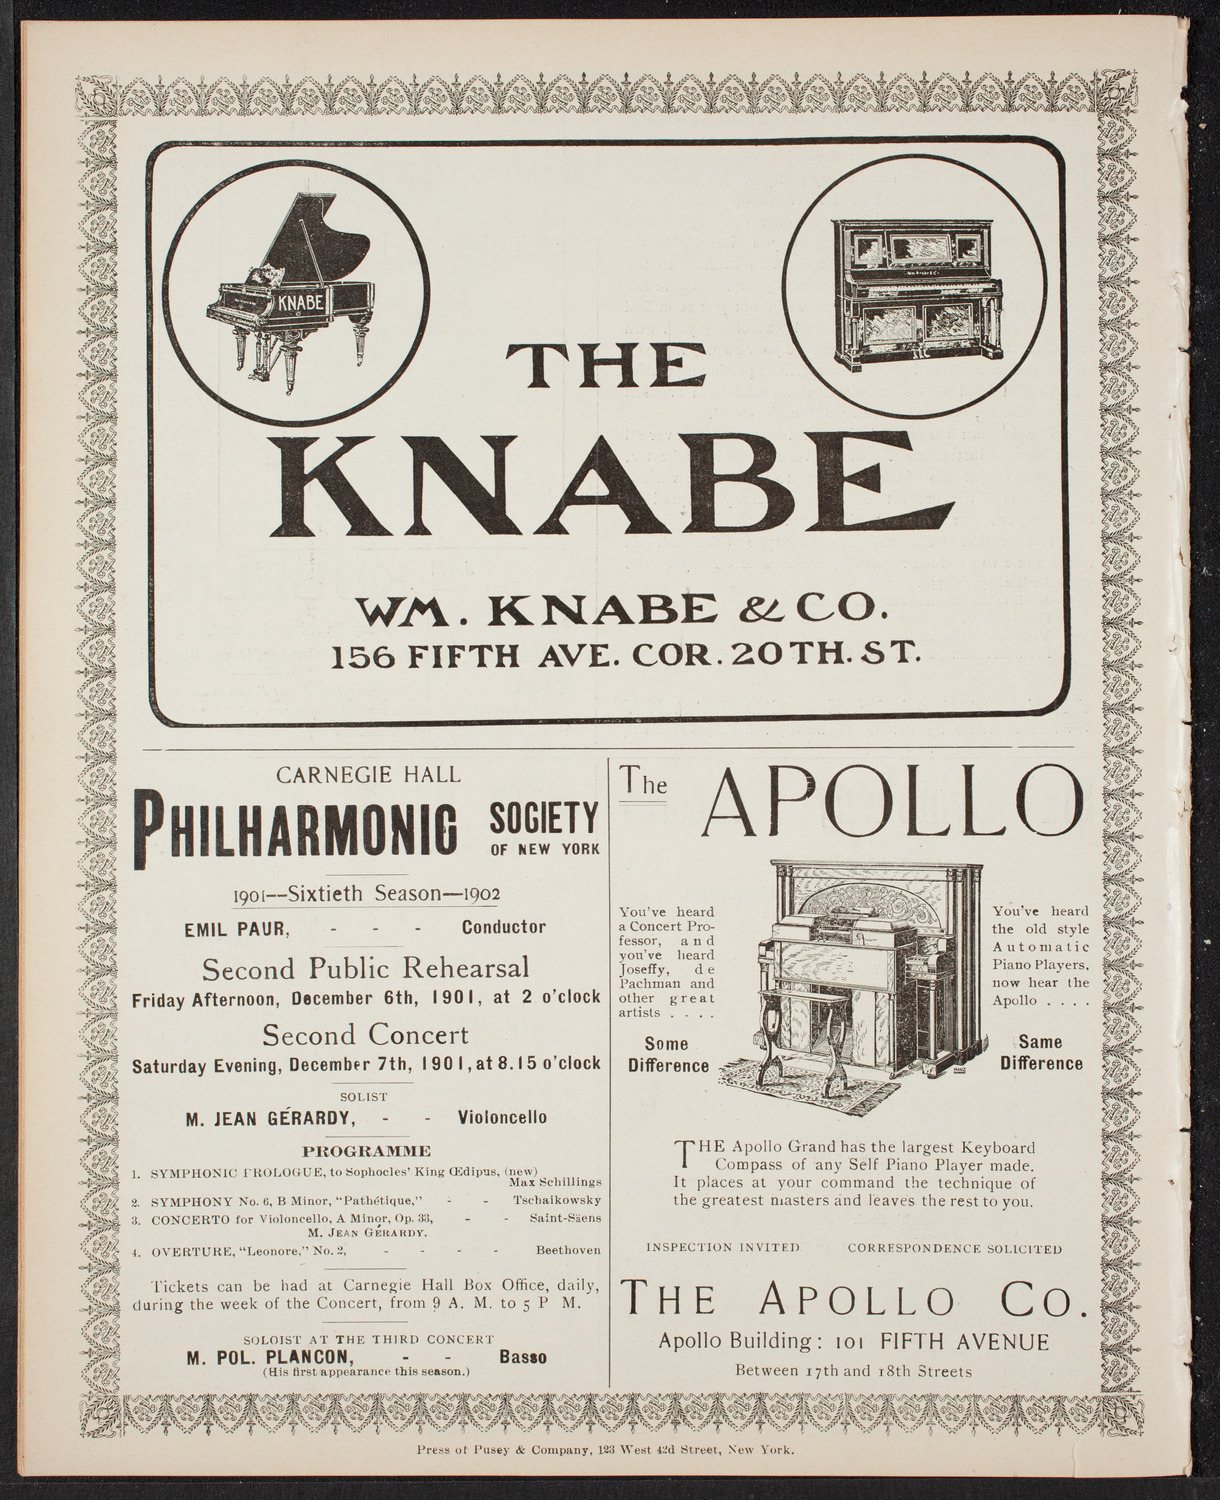 KNABE
Wm. Knabe & Co.
THE
KNABE
WM. KNABE & CO.
156 FIFTH AVE. COR. 20TH. ST.
CARNEGIE HALL
PHILHARMONIC SOCIETY
OF NEW YORK
1901--Sixtieth Season—1902
EMIL PAUR, - - - Conductor
Second Public Rehearsal
Friday Afternoon, December 6th, 1901, at 2 o'clock
Second Concert
Saturday Evening, December 7th, 1901, at 8.15 o'clock
SOLIST
M. JEAN GÉRARDY, - - Violoncello
PROGRAMME
1. SYMPHONIC PROLOGUE, to Sophocles' King Œdipus, (new)
Max Schillings
2. SYMPHONY No. 6, B Minor, "Pathétique," - - Tschaikowsky
3. CONCERTO for Violoncello, A Minor, Op. 33, - - Saint-Säens
M. JEAN GÉRARDY.
4. OVERTURE, "Leonore," No. 2, - - - - Beethoven
Tickets can be had at Carnegie Hall Box Office, daily,
during the week of the Concert, from 9 A. M. to 5 P M.
SOLOIST AT THE THIRD CONCERT
M. POL. PLANCON, - - Basso
(His first appearance this season.)
The APOLLO
You've heard
a Concert Pro-
fessor, and
you've heard
Joseffy, de
Pachman and
other great
artists . . . .
Some
Difference
You've heard
the old style
Automatic
Piano Players,
now hear the
Apollo . . . .
Same
Difference
THE Apollo Grand has the largest Keyboard
Compass of any Self Piano Player made.
It places at your command the technique of
the greatest masters and leaves the rest to you.
INSPECTION INVITED CORRESPONDENCE SOLICITED
THE APOLLO CO.
Apollo Building: 101 FIFTH AVENUE
Between 17th and 18th Streets
Press of Pusey & Company, 123 West 42d Street, New York.